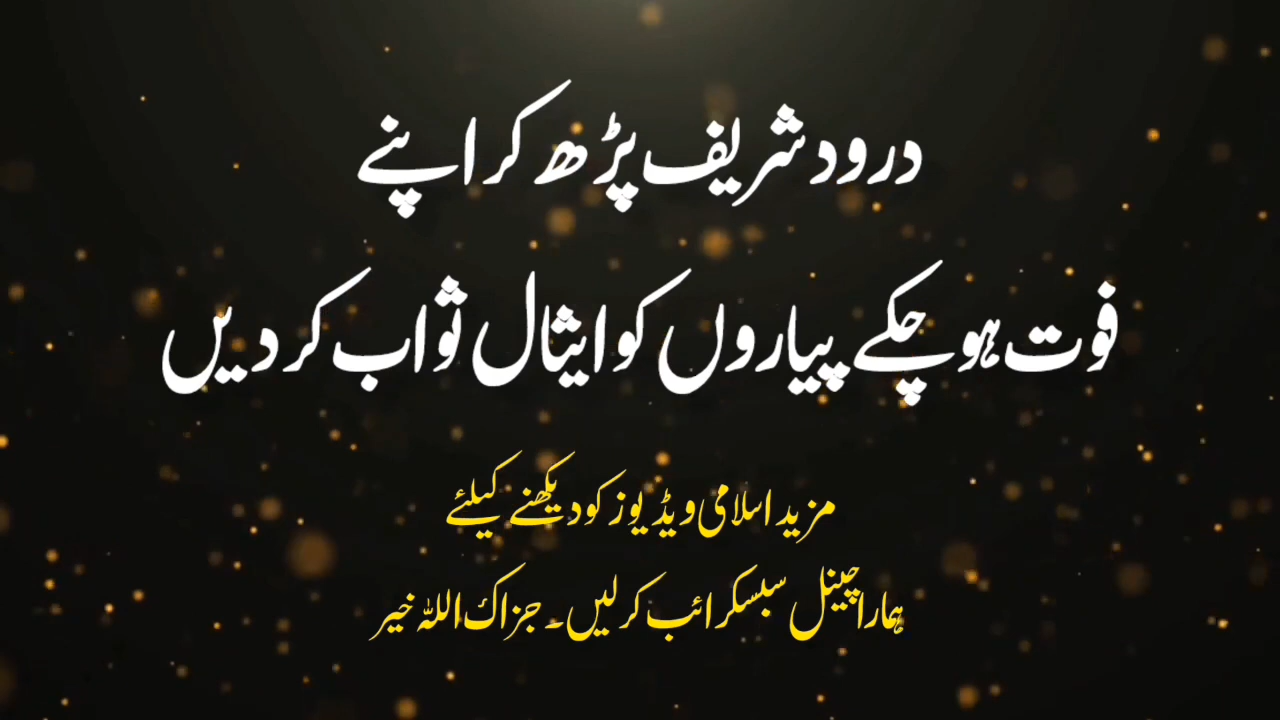 درود شریف پڑھ کر اپنے
فوت ہو چکے پیاروں کو ایثال ثواب کر دیں
مزید اسلامی ویڈیوز کو دیکھنے کیلئے
ہمارا چینل سبسکرائب کر لیں۔ جزاک اللہ خیر